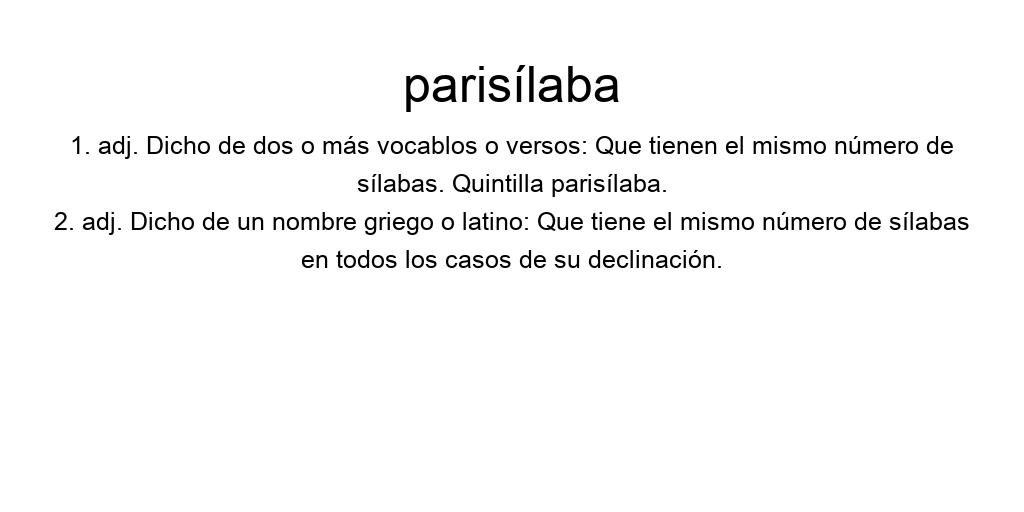 parisílaba
1. adj. Dicho de dos o más vocablos o versos: Que tienen el mismo número de
sílabas. Quintilla parisílaba.
2. adj. Dicho de un nombre griego o latino: Que tiene el mismo número de sílabas
en todos los casos de su declinación.